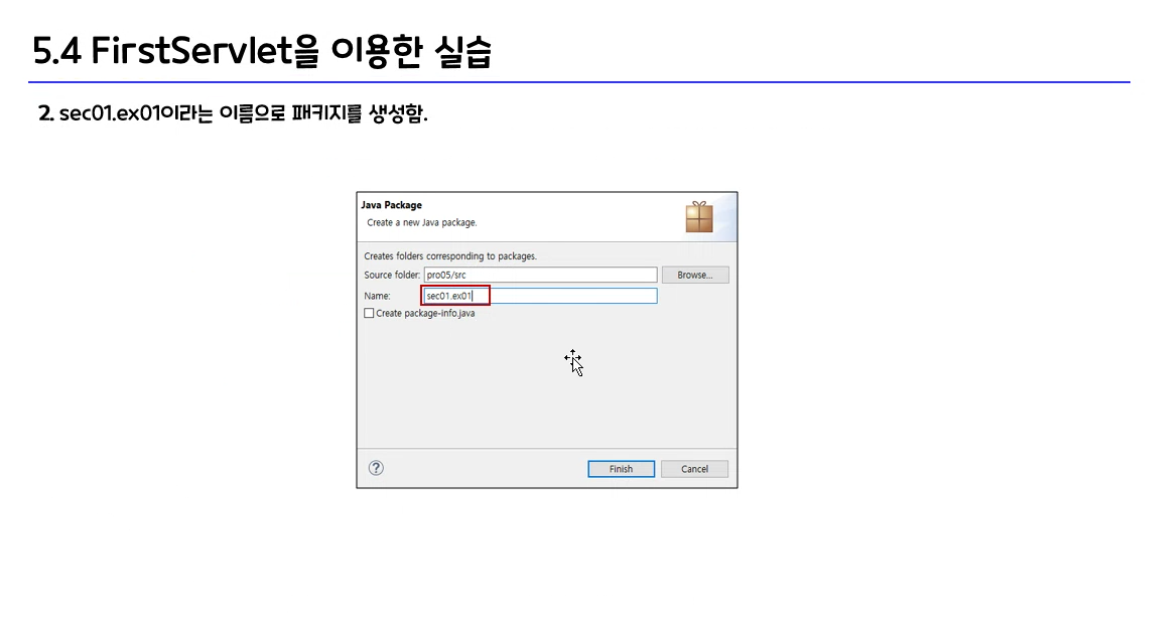 5.4 FirstServlet을 이용한 실습
2. sec01.ex01이라는 이름으로 패키지를 생성함.
Java Package
Create a new Java package.
Creates folders corresponding to packages.
Source folder: pro05/src Browse...
Name: sec01.ex01
Create package-info.java
? Finish Cancel